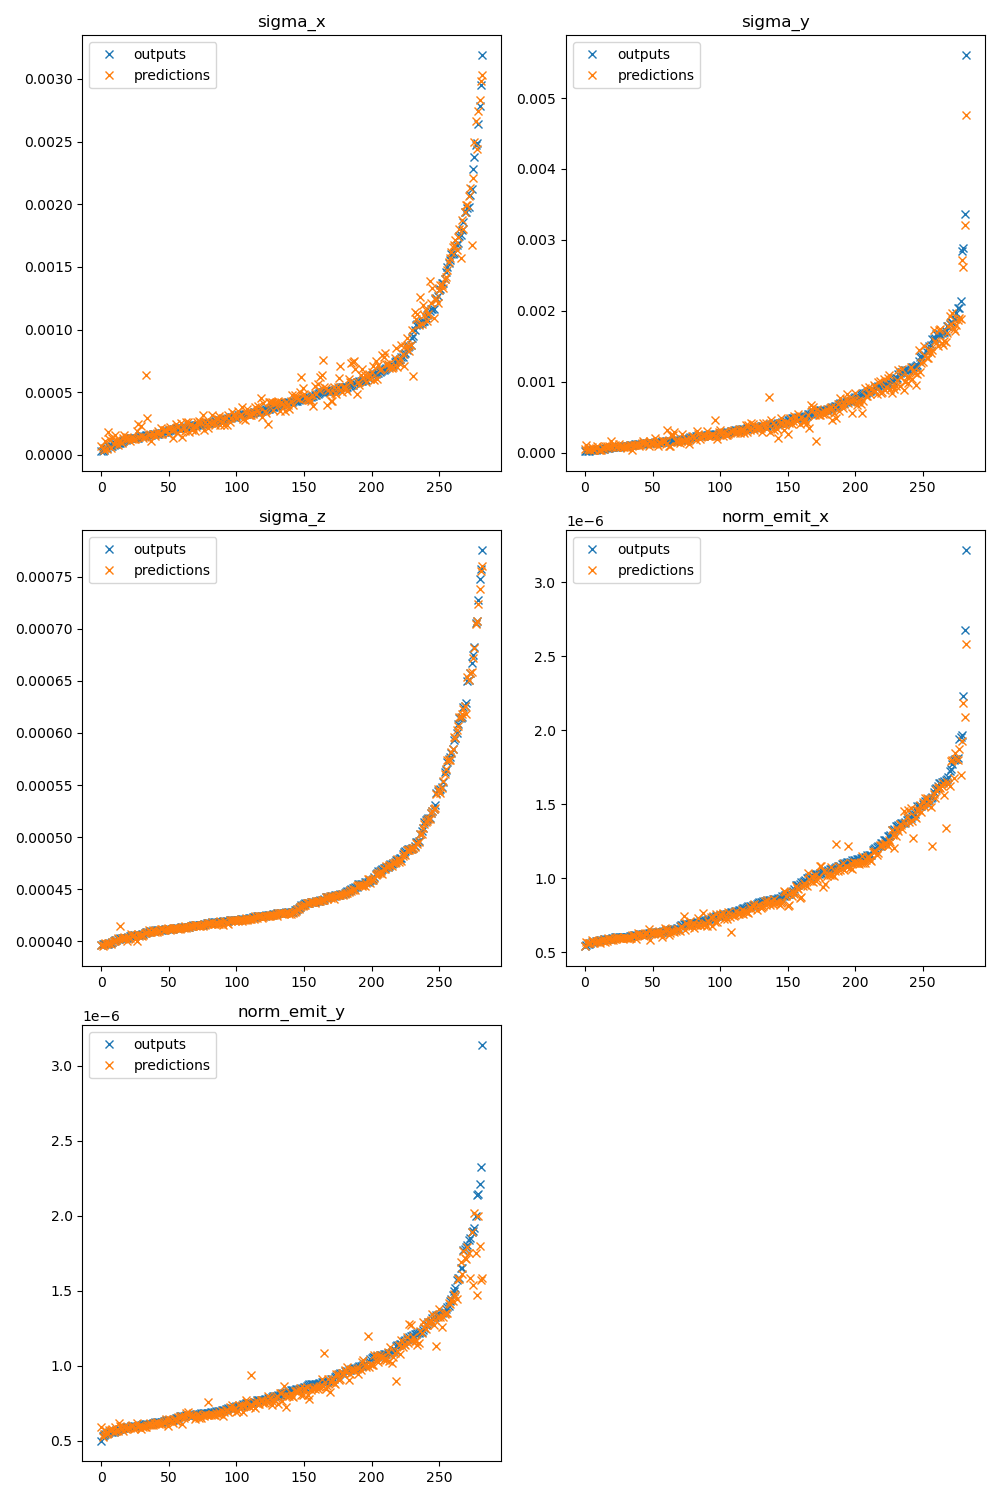 sigma_x
outputs
predictions
0.0030
0.0025
0.0020
0.0015
0.0010
0.0005
0.0000
0 50 100 150 200 250
sigma_y
outputs
predictions
0.005
0.004
0.003
0.002
0.001
0.000
0 50 100 150 200 250
sigma_z
outputs
predictions
0.00075
0.00070
0.00065
0.00060
0.00055
0.00050
0.00045
0.00040
0 50 100 150 200 250
1e−6
norm_emit_x
outputs
predictions
3.0
2.5
2.0
1.5
1.0
0.5
0 50 100 150 200 250
1e−6
norm_emit_y
outputs
predictions
3.0
2.5
2.0
1.5
1.0
0.5
0 50 100 150 200 250